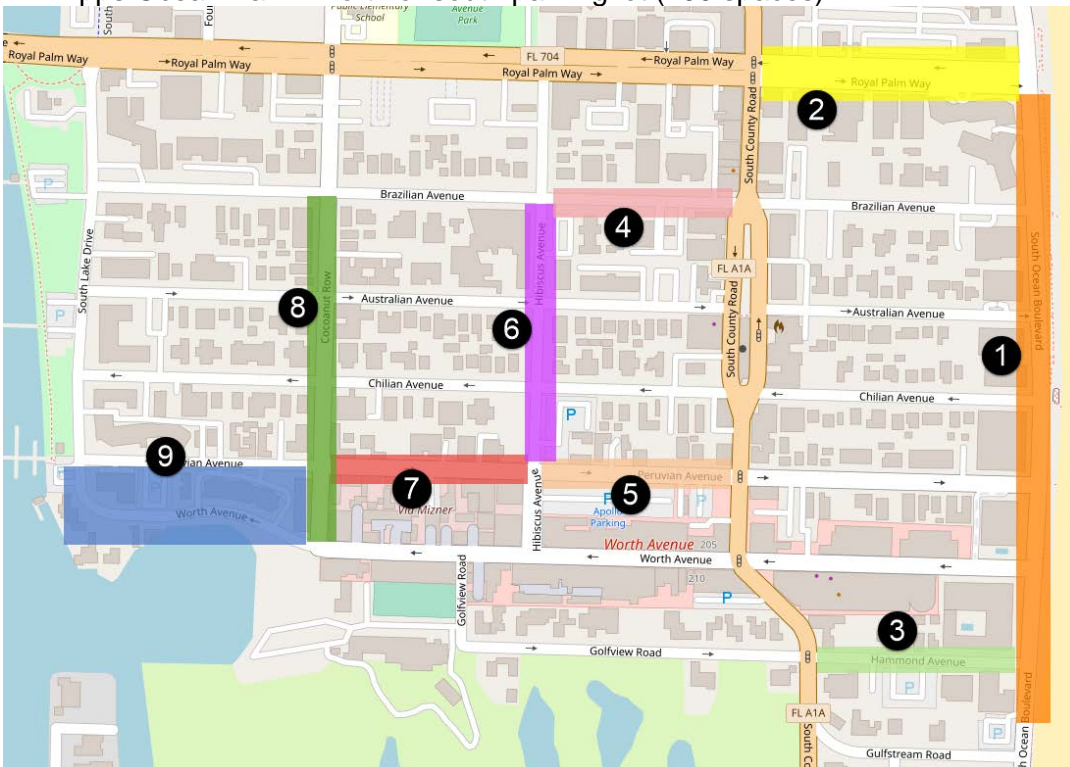 Public Elementary
School
Avenue
Park
Royal Palm Way
Royal Palm Way
FL 704
Royal Palm Way
Royal Palm Way
Royal Palm Way
2
South County Road
P
Brazilian Avenue
4
Brazilian Avenue
South Lake Drive
Hibiscus Avenue
South Ocean Boulevard
FL A1A
P
8
Cocoanut Row
Australian Avenue
6
South County Road
Australian Avenue
1
Chilian Avenue
Chilian Avenue
P
9
vian Avenue
Peruvian Avenue
7
5
P
P
Apollo
Parking
Worth Avenue
Via Mizner
Hibiscus Avenue
Worth Avenue
205
Worth Avenue
210
P
Golfview Road
3
Golfview Road
Hammond Avenue
P
FL A1A
South Co
P
h Ocean Boulevard
Gulfstream Road